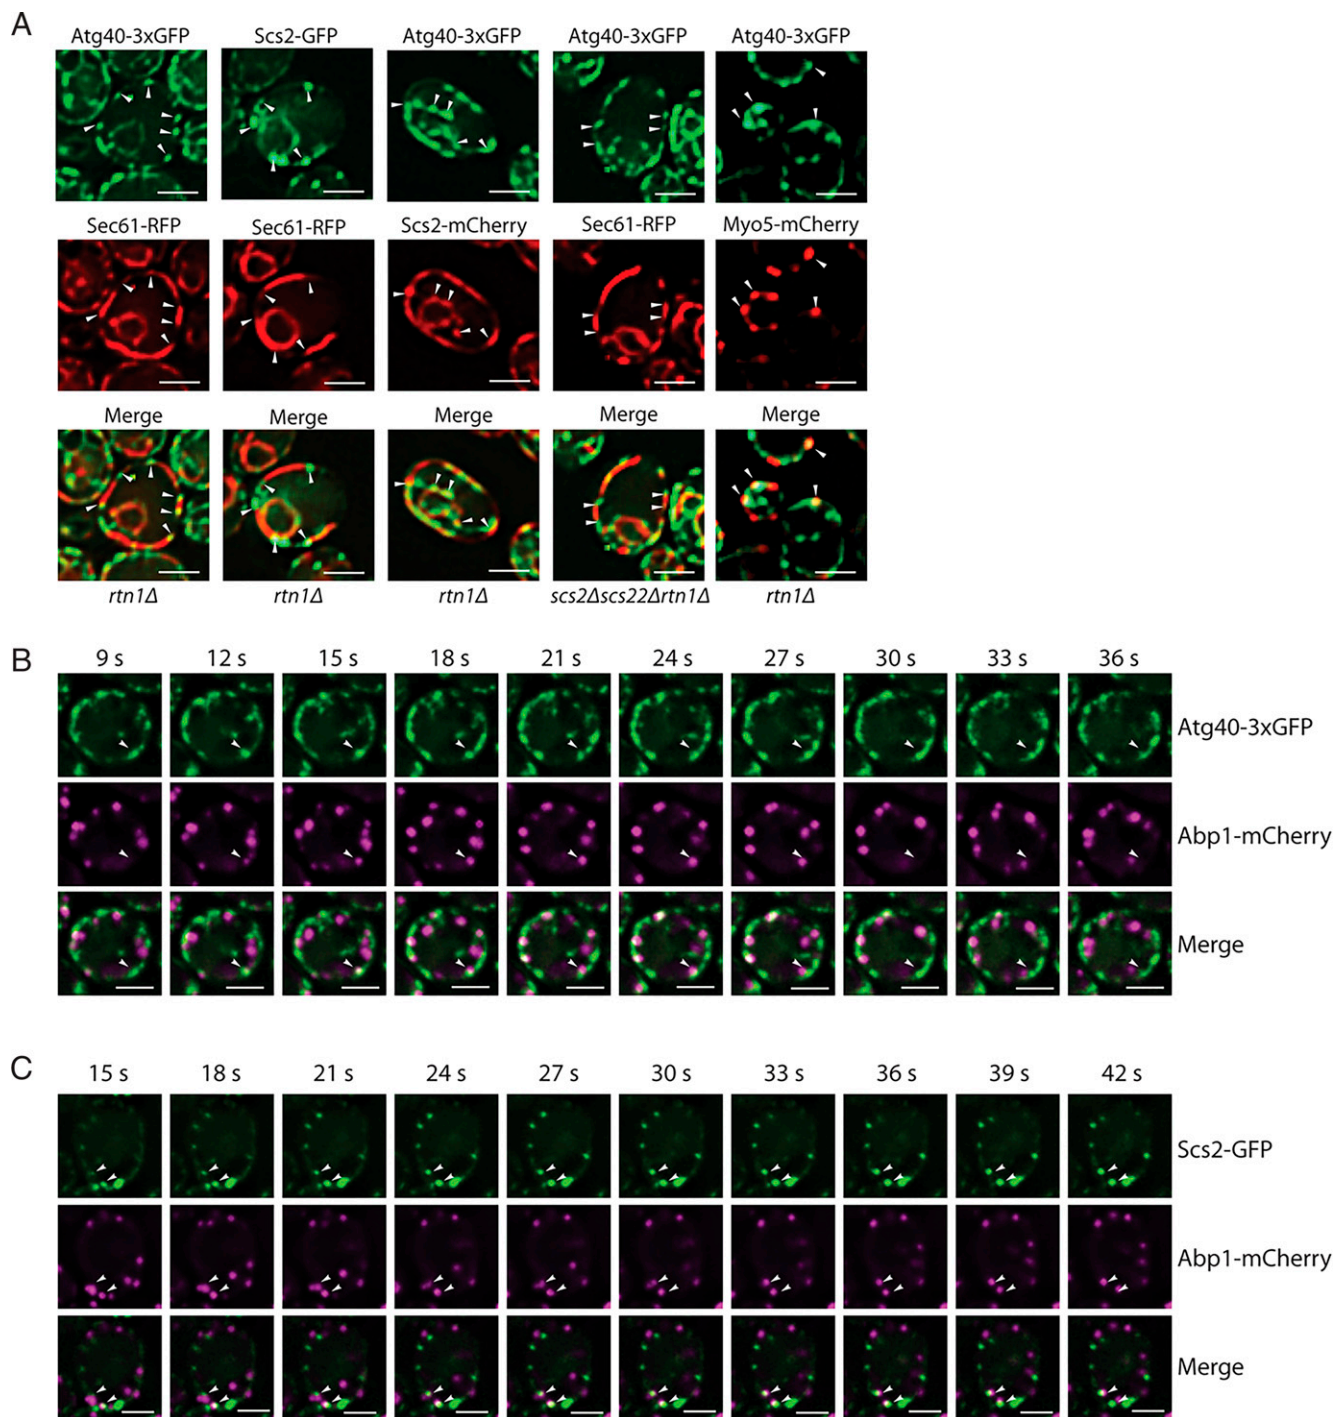 A
Atg40-3xGFP Scs2-GFP Atg40-3xGFP Atg40-3xGFP Atg40-3xGFP
Sec61-RFP Sec61-RFP Scs2-mCherry Sec61-RFP Myo5-mCherry
Merge Merge Merge Merge Merge
rtn1Δ rtn1Δ rtn1Δ scs2Δscs22Δrtn1Δ rtn1Δ
B
9 s 12 s 15 s 18 s 21 s 24 s 27 s 30 s 33 s 36 s
Atg40-3xGFP
Abp1-mCherry
Merge
C
15 s 18 s 21 s 24 s 27 s 30 s 33 s 36 s 39 s 42 s
Scs2-GFP
Abp1-mCherry
Merge